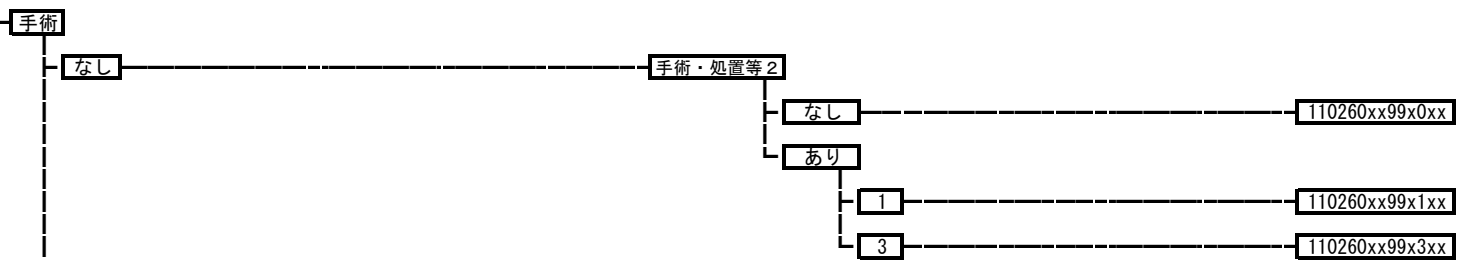 手術
なし 手術・処置等2
なし 110260xx99x0xx
あり
1 110260xx99x1xx
3 110260xx99x3xx